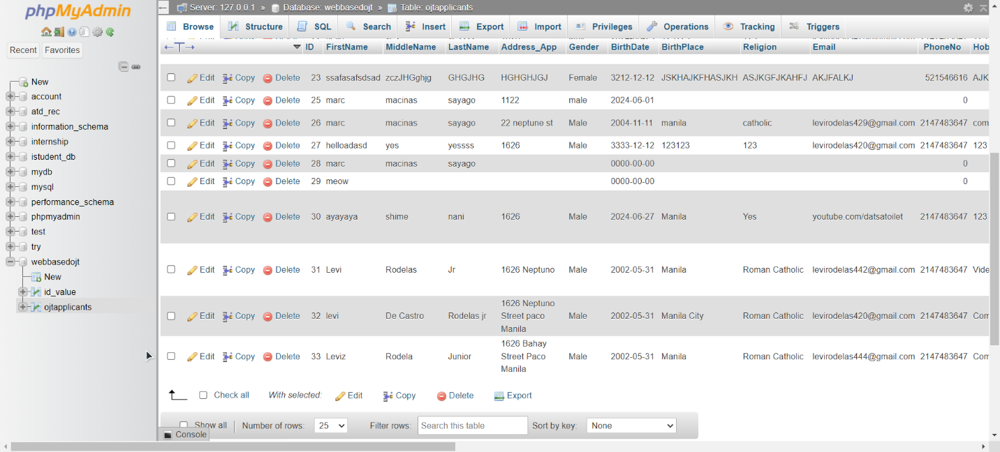 phpMyAdmin
Recent Favorites
New
account
atd_rec
information_schema
internship
istudent_db
mydb
mysql
performance_schema
phpmyadmin
test
try
webbasedojt
New
id_value
ojtapplicants
Server: 127.0.0.1 » Database: webbasedojt » Table: ojtapplicants
Browse Structure SQL Search Insert Export Import Privileges Operations Tracking Triggers
ID FirstName MiddleName LastName Address_App Gender BirthDate BirthPlace Religion Email PhoneNo Hob
Edit Copy Delete 23 ssafasafsdsad zczJHGghjg GHGJHG HGHGHJGJ Female 3212-12-12 JSKHAJKFHASJKH ASJKGFJKAHFJ AKJFALKJ 521546616 AJK
Edit Copy Delete 25 marc macinas sayago 1122 male 2024-06-01 0
Edit Copy Delete 26 marc macinas sayago 22 neptune st Male 2004-11-11 manila catholic levirodelas429@gmail.com 2147483647 com
Edit Copy Delete 27 helloadasd yes yessss 1626 Male 3333-12-12 123123 123 levirodelas420@gmail.com 2147483647 123
Edit Copy Delete 28 marc macinas sayago 0000-00-00 0
Edit Copy Delete 29 meow 0000-00-00 0
Edit Copy Delete 30 ayayaya shime nani 1626 Male 2024-06-27 Manila Yes youtube.com/datsatoilet 2147483647 123
Edit Copy Delete 31 Levi Rodelas Jr 1626 Neptuno Male 2002-05-31 Manila Roman Catholic levirodelas442@gmail.com 2147483647 Vide
1626 Neptuno
Edit Copy Delete 32 levi De Castro Rodelas jr Street paco Male 2002-05-31 Manila City Roman Catholic levirodelas420@gmail.com 2147483647 Com
Manila
1626 Bahay
Edit Copy Delete 33 Leviz Rodela Junior Street Paco Male 2002-05-31 Manila Roman Catholic levirodelas444@gmail.com 2147483647 Com
Manila
Check all With selected: Edit Copy Delete Export
Show all Number of rows: 25 Filter rows: Search this table Sort by key: None
Console